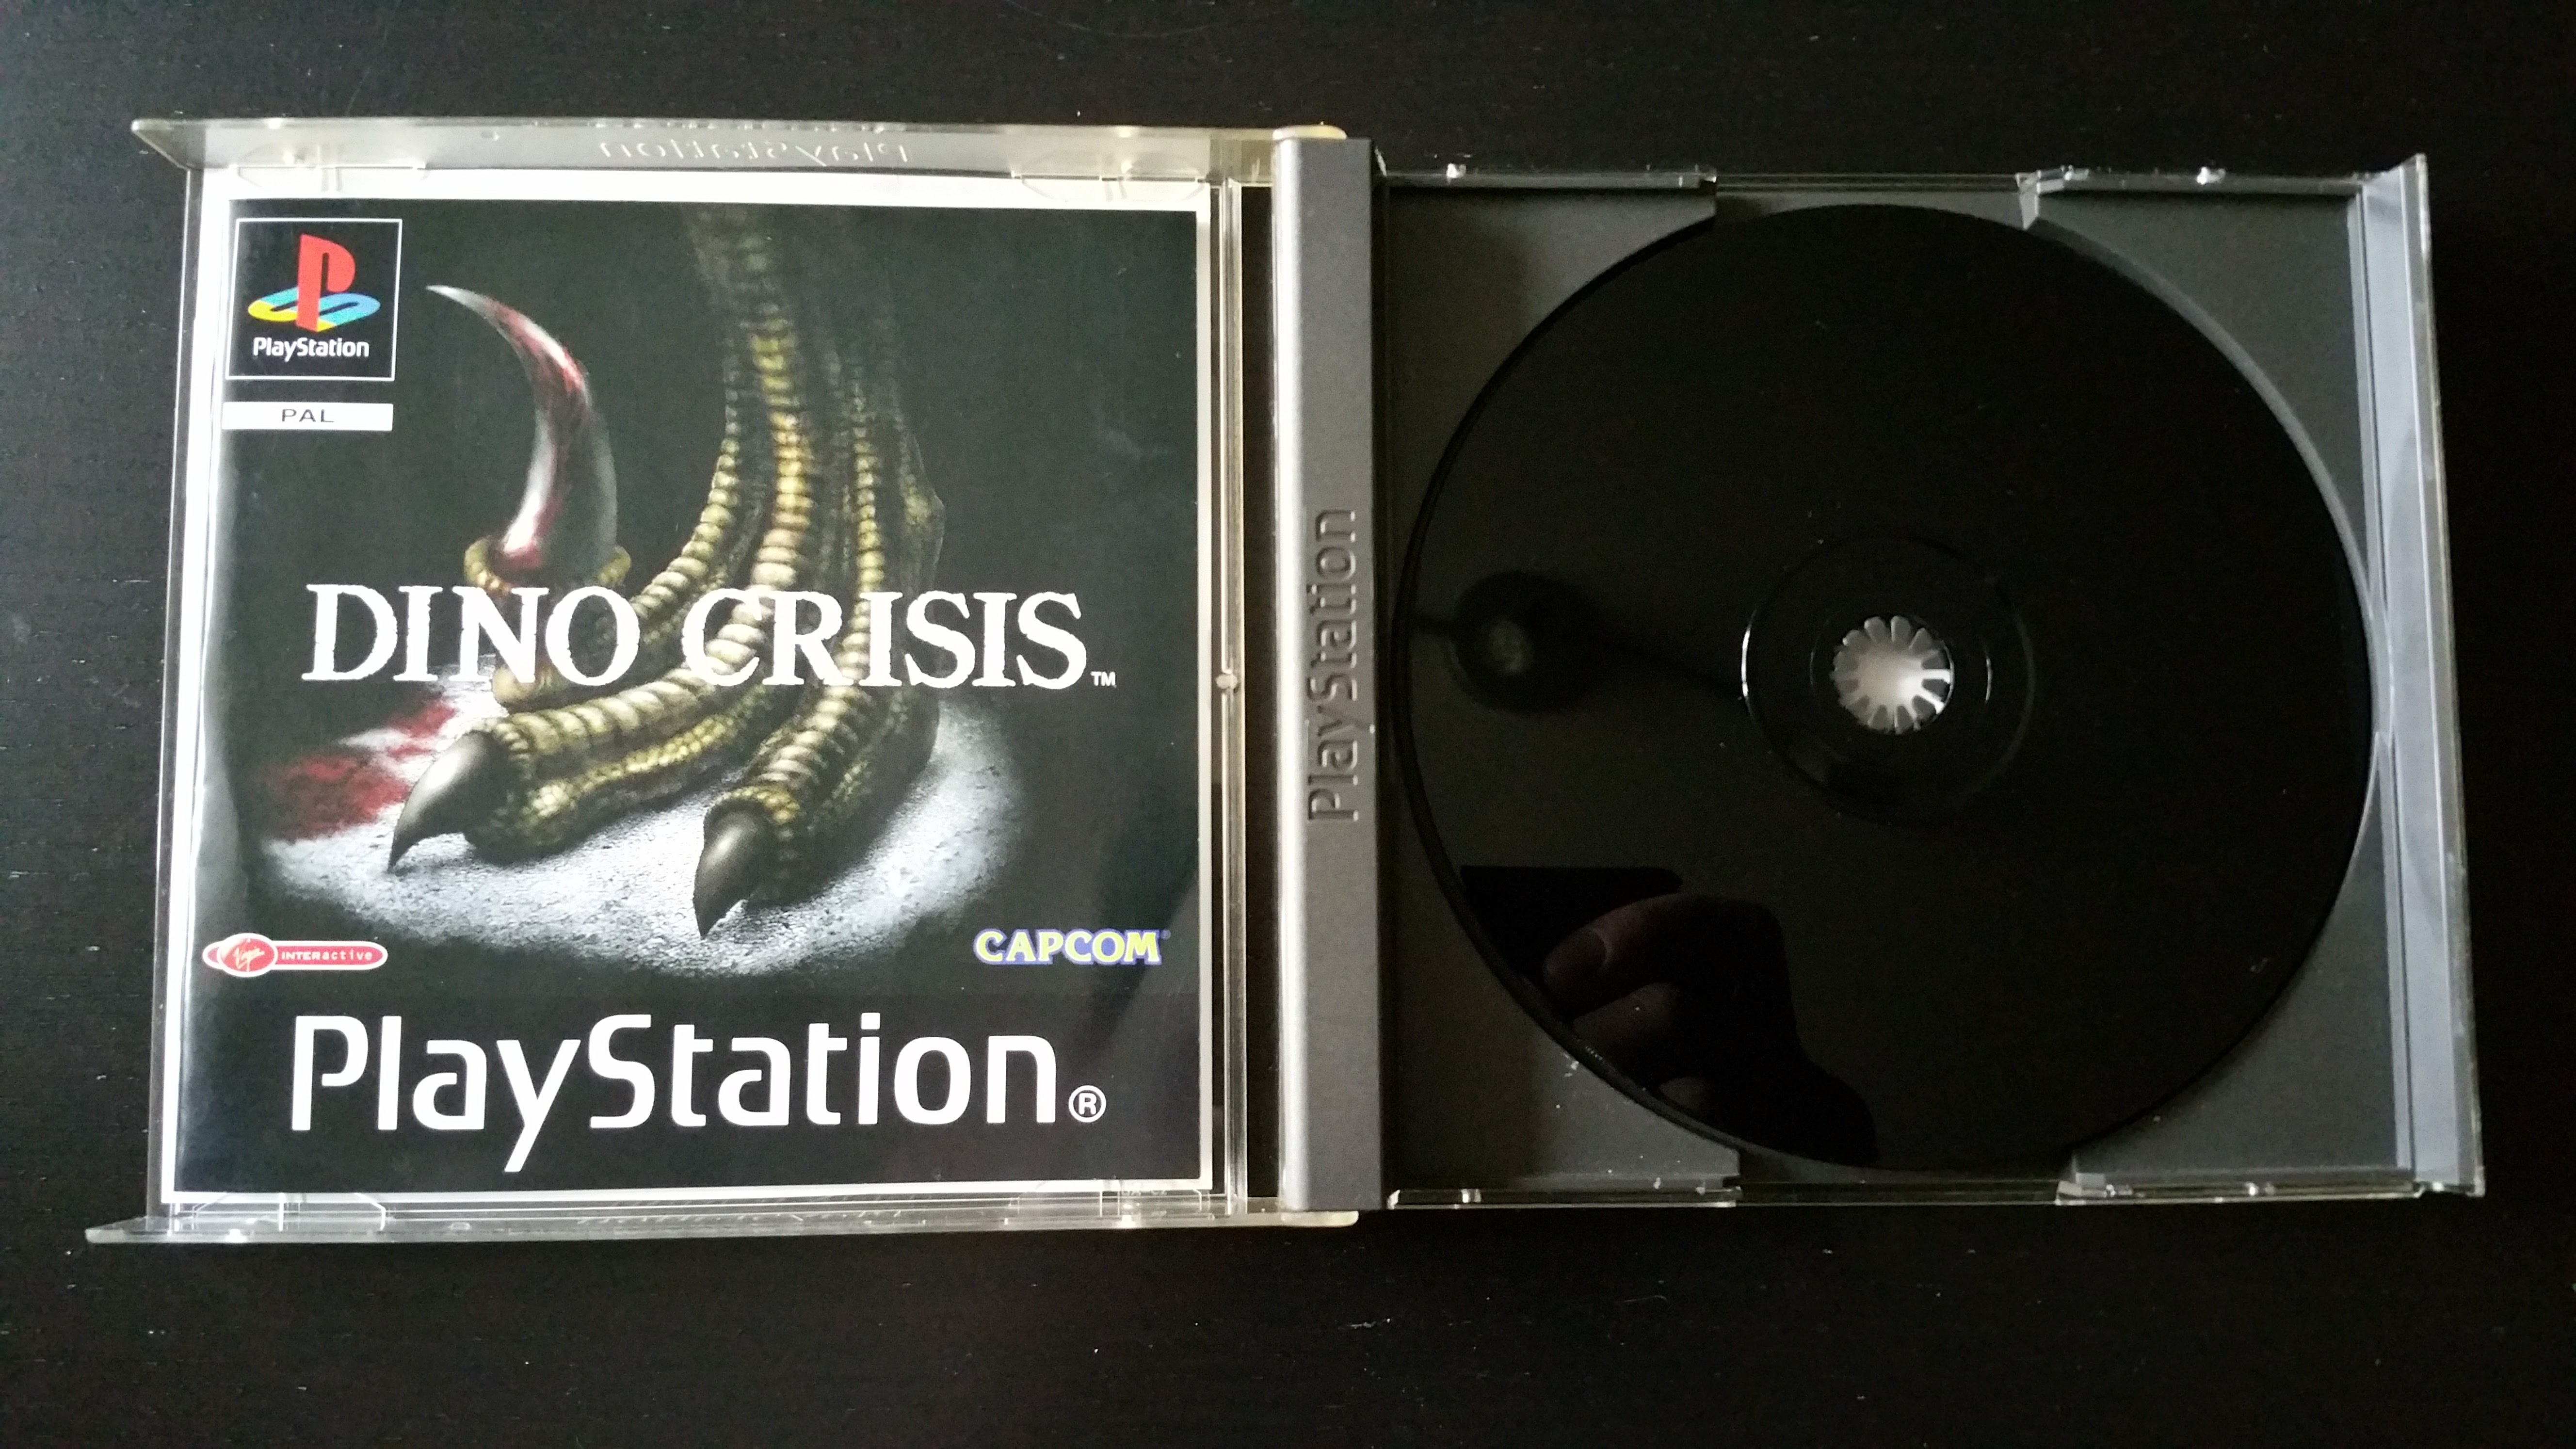 PlayStation
PlayStation
PAL
DINO CRISIS™
Virgin INTERactive
CAPCOM
PlayStation®
PlayStation